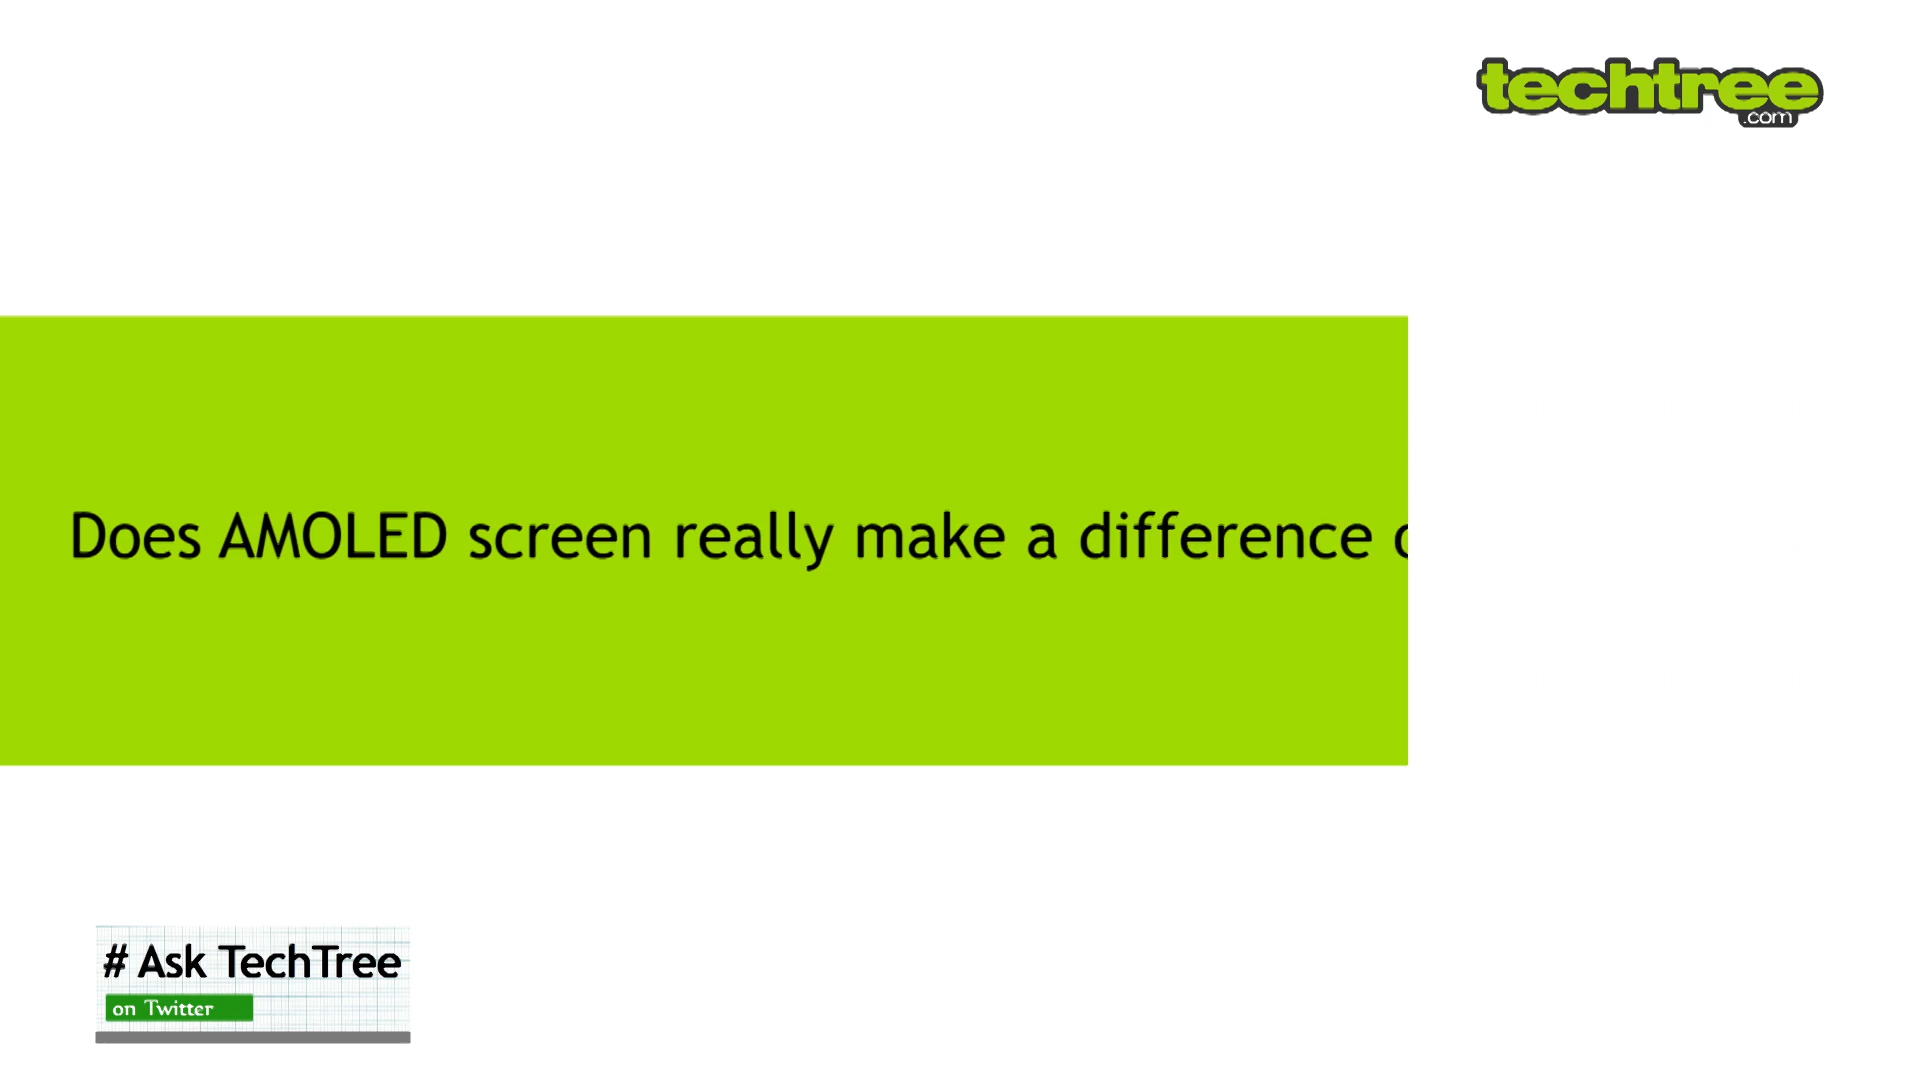 techtree
.com
Does AMOLED screen really make a difference
# Ask TechTree
on Twitter